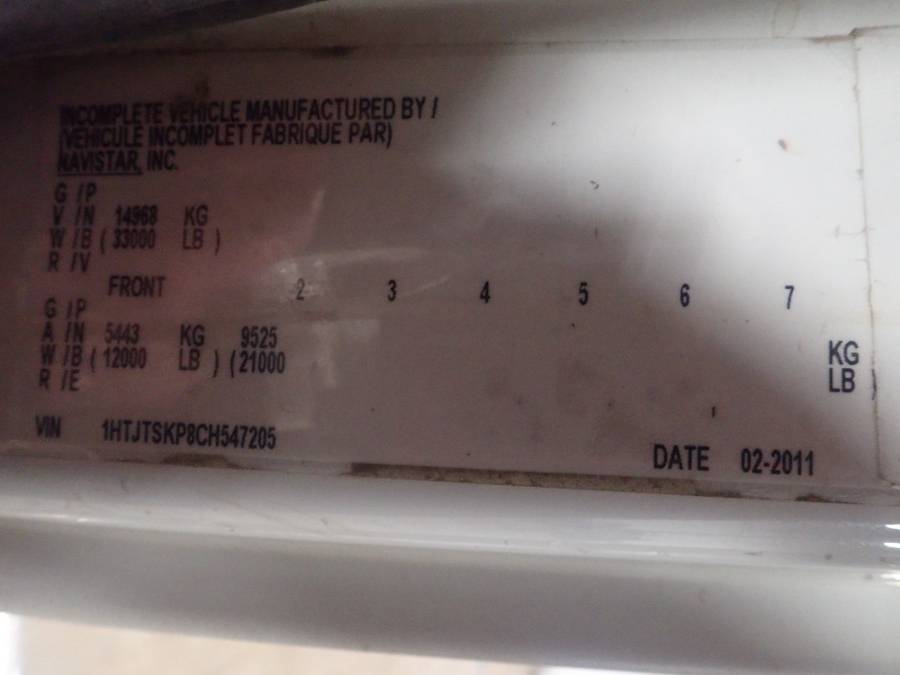 INCOMPLETE VEHICLE MANUFACTURED BY /
(VEHICULE INCOMPLET FABRIQUE PAR)
NAVISTAR, INC.
G /P
V /N 14968 KG
W /B ( 33000 LB )
R /V
FRONT 2 3 4 5 6 7
G /P
A /N 5443 KG 9525 KG
W /B ( 12000 LB ) ( 21000 LB )
R /E
VIN 1HTJTSKP8CH547205 DATE 02-2011